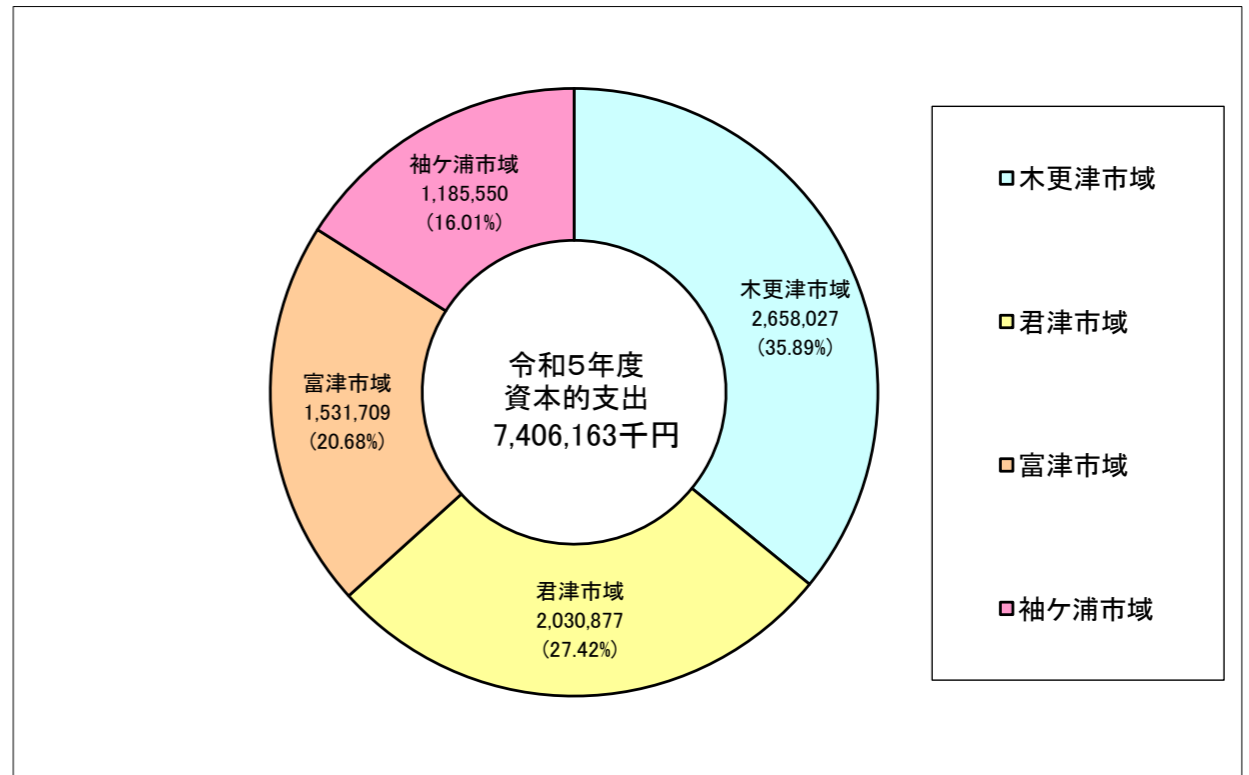 袖ケ浦市域
1,185,550
(16.01%)
木更津市域
2,658,027
(35.89%)
富津市域
1,531,709
(20.68%)
令和5年度
資本的支出
7,406,163千円
君津市域
2,030,877
(27.42%)
木更津市域
君津市域
富津市域
袖ケ浦市域